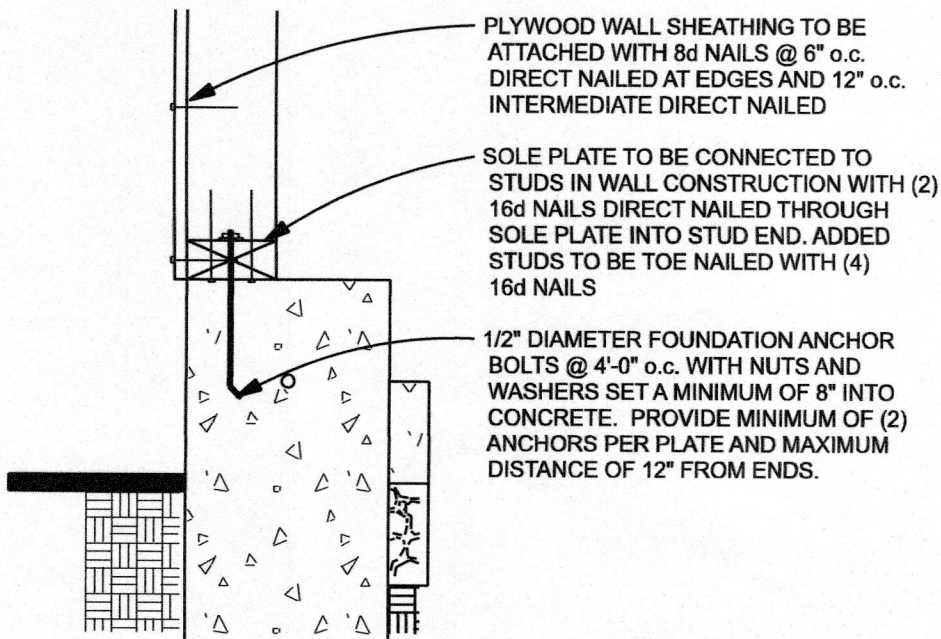 PLYWOOD WALL SHEATHING TO BE
ATTACHED WITH 8d NAILS @ 6" o.c.
DIRECT NAILED AT EDGES AND 12" o.c.
INTERMEDIATE DIRECT NAILED
SOLE PLATE TO BE CONNECTED TO
STUDS IN WALL CONSTRUCTION WITH (2)
16d NAILS DIRECT NAILED THROUGH
SOLE PLATE INTO STUD END. ADDED
STUDS TO BE TOE NAILED WITH (4)
16d NAILS
1/2" DIAMETER FOUNDATION ANCHOR
BOLTS @ 4'-0" o.c. WITH NUTS AND
WASHERS SET A MINIMUM OF 8" INTO
CONCRETE. PROVIDE MINIMUM OF (2)
ANCHORS PER PLATE AND MAXIMUM
DISTANCE OF 12" FROM ENDS.